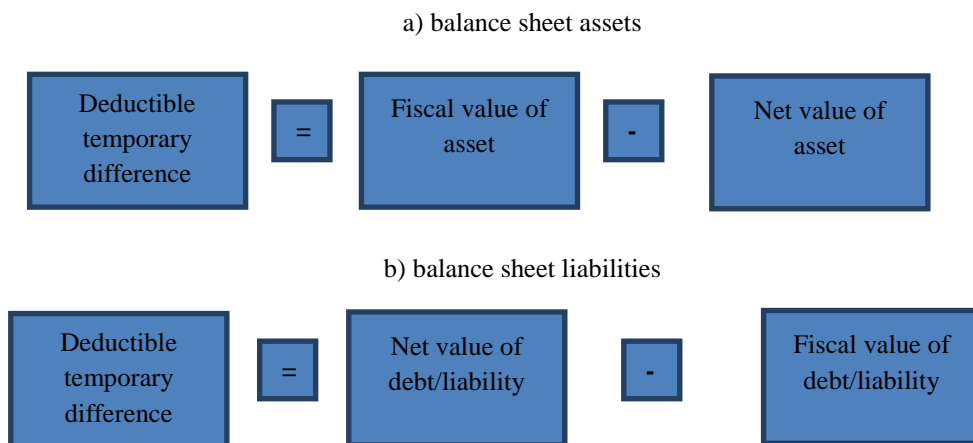 a) balance sheet assets
Deductible
temporary
difference
=
Fiscal value of
asset
-
Net value of
asset
b) balance sheet liabilities
Deductible
temporary
difference
=
Net value of
debt/liability
-
Fiscal value of
debt/liability